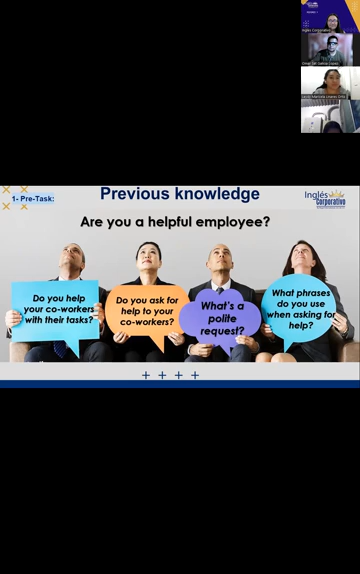 Inglés Corporativo
1- Pre-Task:
Previous knowledge
Inglés
Corporativo
Are you a helpful employee?
Do you help
your co-workers
with their tasks?
Do you ask for
help to your
co-workers?
What's a
polite
request?
What phrases
do you use
when asking for
help?